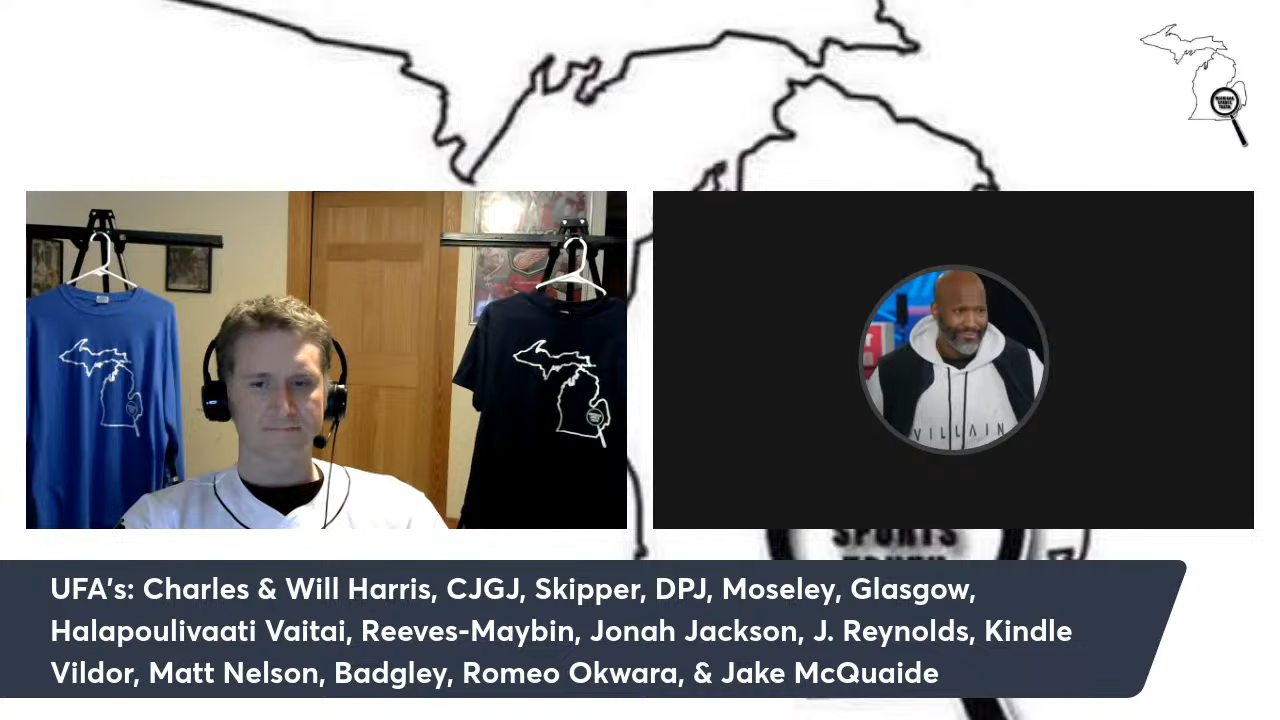 VILLAIN
SPORTS
UFA's: Charles & Will Harris, CJGJ, Skipper, DPJ, Moseley, Glasgow,
Halapoulivaati Vaitai, Reeves-Maybin, Jonah Jackson, J. Reynolds, Kindle
Vildor, Matt Nelson, Badgley, Romeo Okwara, & Jake McQuaide